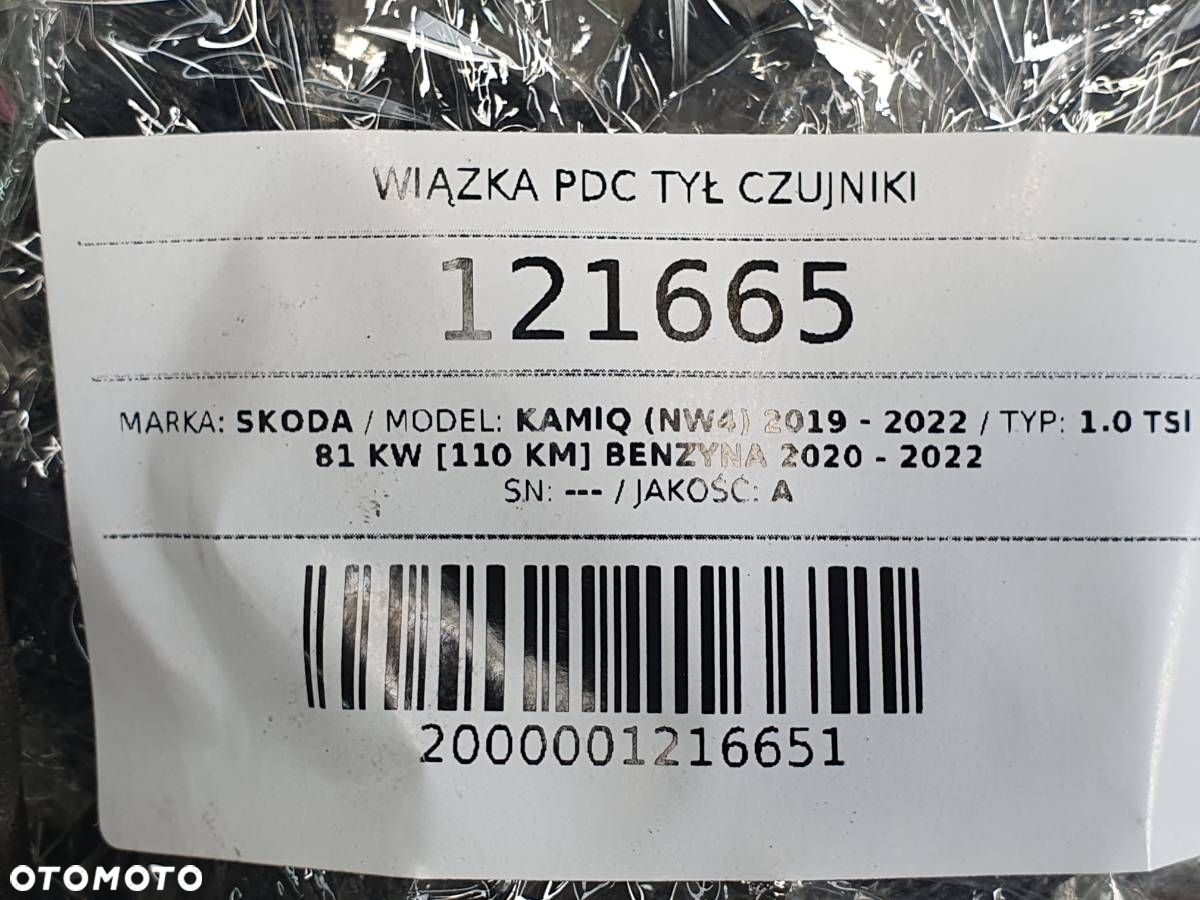 WIĄZKA PDC TYŁ CZUJNIKI
121665
MARKA: SKODA / MODEL: KAMIQ (NW4) 2019 - 2022 / TYP: 1.0 TSI
81 KW [110 KM] BENZYNA 2020 - 2022
SN: --- / JAKOŚĆ: A
2000001216651
OTOMOTO